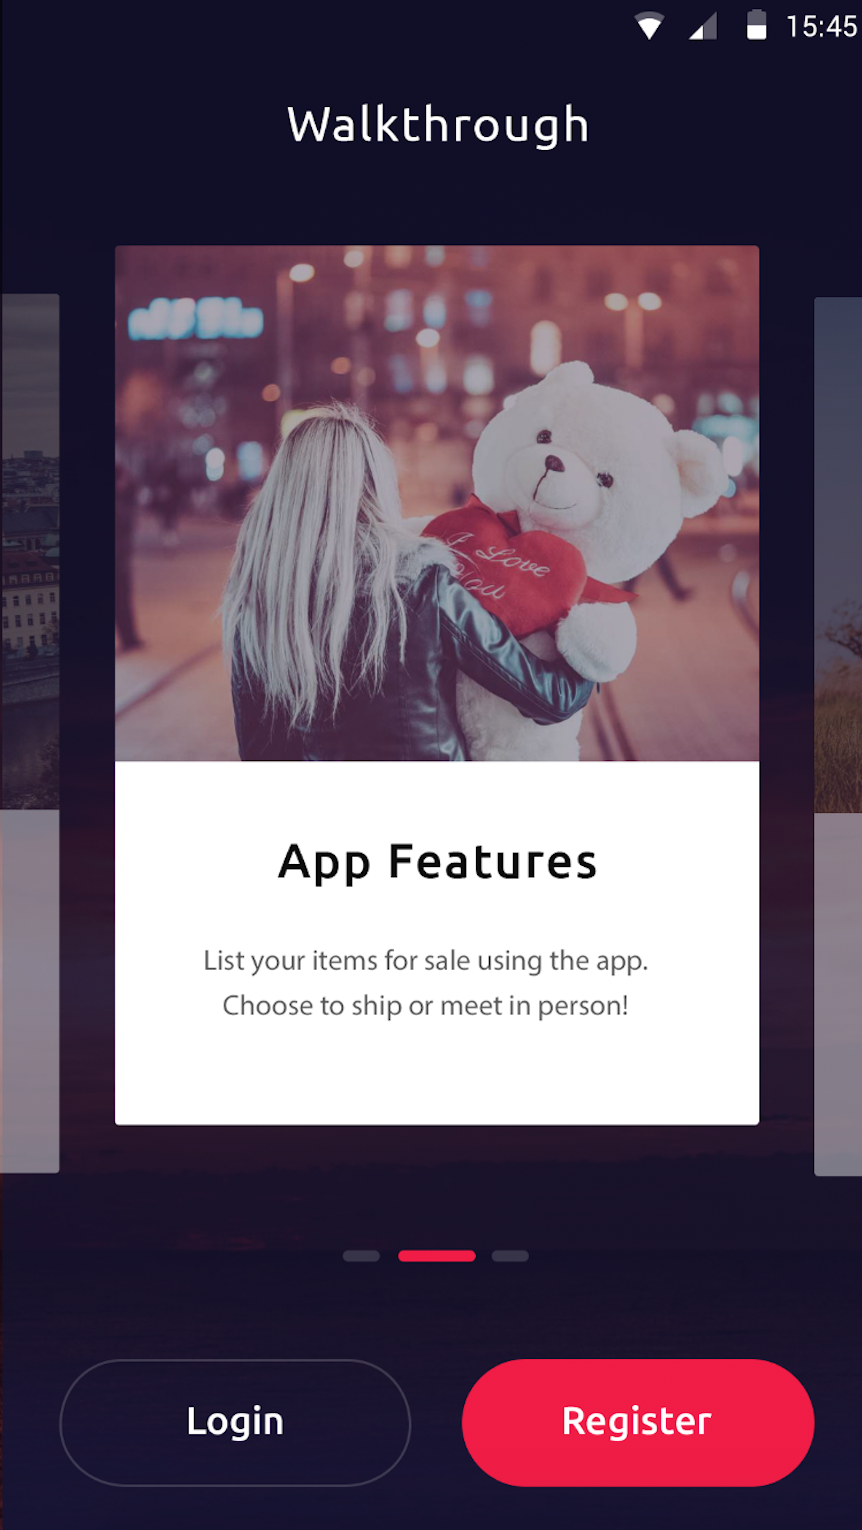 15:45
Walkthrough
I Love
You
App Features
List your items for sale using the app.
Choose to ship or meet in person!
Login
Register